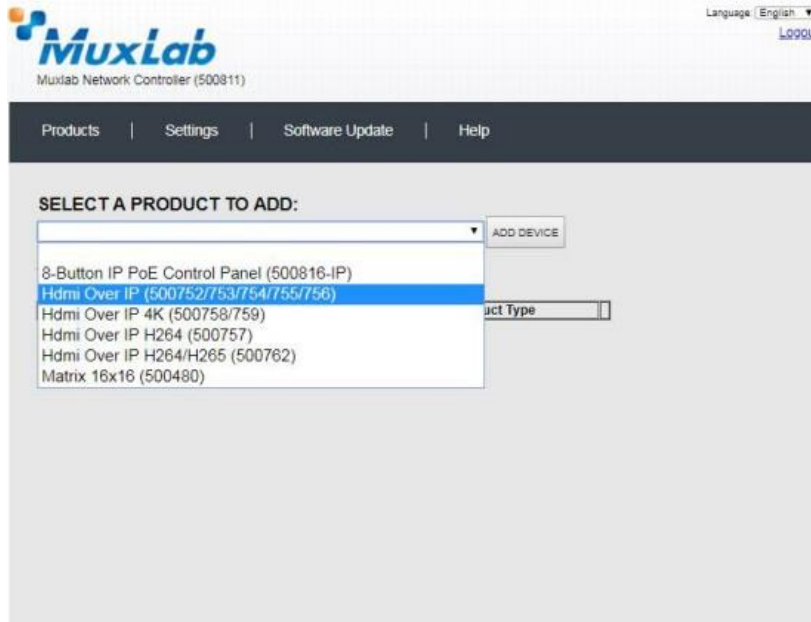 Language: English
Logou
MuxLab
Muxlab Network Controller (500811)
Products | Settings | Software Update | Help
SELECT A PRODUCT TO ADD:
ADD DEVICE
8-Button IP PoE Control Panel (500816-IP)
Hdmi Over IP (500752/753/754/755/756)
uct Type
Hdmi Over IP 4K (500758/759)
Hdmi Over IP H264 (500757)
Hdmi Over IP H264/H265 (500762)
Matrix 16x16 (500480)